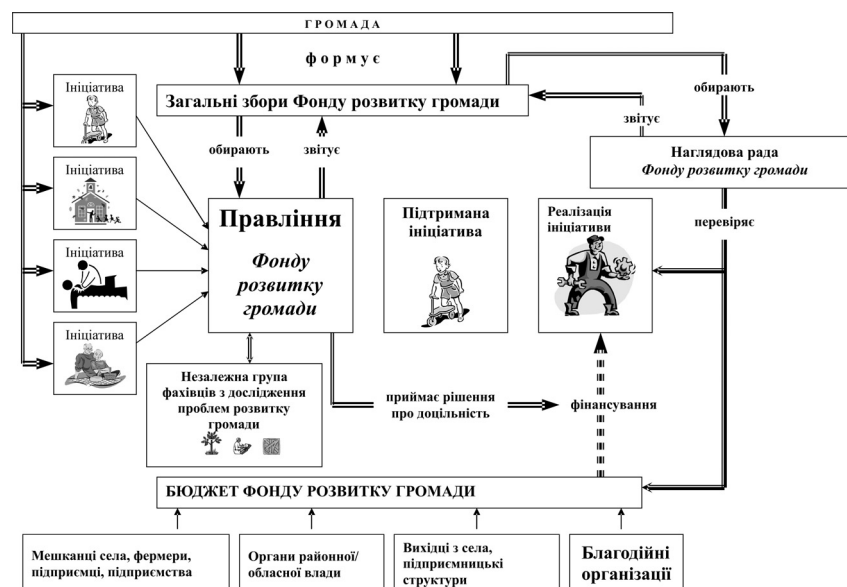 Г Р О М А Д А
ф о р м у є
Загальні збори Фонду розвитку громади
обирають
звітує
обирають
звітує
Наглядова рада
Фонду розвитку громади
перевіряє
Ініціатива
Ініціатива
Ініціатива
Ініціатива
Правління
Фонду
розвитку
громади
Підтримана
ініціатива
Реалізація
ініціативи
Незалежна група
фахівців з дослідження
проблем розвитку
громади
приймає рішення
про доцільність
фінансування
БЮДЖЕТ ФОНДУ РОЗВИТКУ ГРОМАДИ
Мешканці села, фермери,
підприємці, підприємства
Органи районної/
обласної влади
Вихідці з села,
підприємницькі
структури
Благодійні
організації